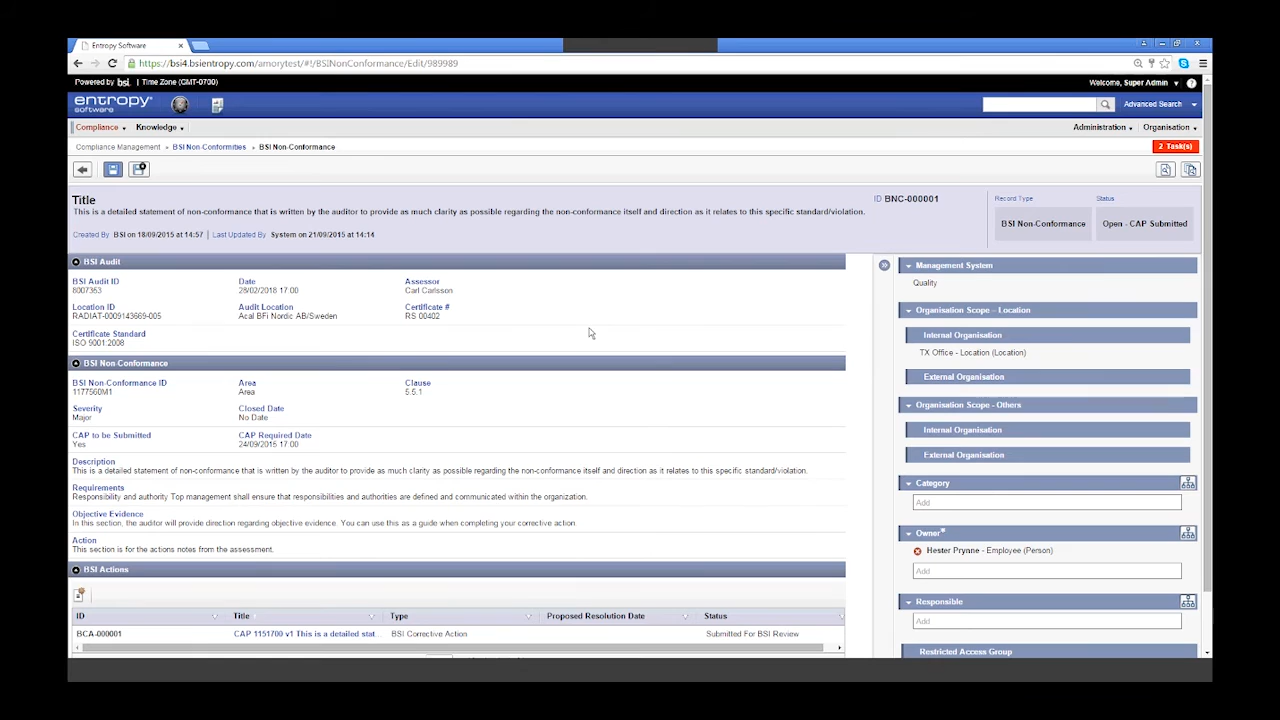 Entropy Software
https://bsi4.bsientropy.com/amorytest/#!/BSINonConformance/Edit/989989
Powered by bsi. | Time Zone (GMT-0700)
Welcome, Super Admin
entropy software
Advanced Search
Compliance Knowledge
Administration Organisation
Compliance Management BSI Non-Conformities BSI Non-Conformance
2 Task(s)
Title
This is a detailed statement of non-conformance that is written by the auditor to provide as much clarity as possible regarding the non-conformance itself and direction as it relates to this specific standard/violation.
ID BNC-000001
Record Type Status
BSI Non-Conformance Open - CAP Submitted
Created By BSI on 18/09/2015 at 14:57 | Last Updated By System on 21/09/2015 at 14:14
BSI Audit
BSI Audit ID Date Assessor
8007353 28/02/2018 17:00 Carl Carlsson
Location ID Audit Location Certificate #
RADIAT-0009143669-005 Acal BFi Nordic AB/Sweden RS 00402
Certificate Standard
ISO 9001:2008
BSI Non-Conformance
BSI Non-Conformance ID Area Clause
1177560M1 Area 5.5.1
Severity Closed Date
Major No Date
CAP to be Submitted CAP Required Date
Yes 24/09/2015 17:00
Description
This is a detailed statement of non-conformance that is written by the auditor to provide as much clarity as possible regarding the non-conformance itself and direction as it relates to this specific standard/violation.
Requirements
Responsibility and authority Top management shall ensure that responsibilities and authorities are defined and communicated within the organization.
Objective Evidence
In this section, the auditor will provide direction regarding objective evidence. You can use this as a guide when completing your corrective action
Action
This section is for the actions notes from the assessment.
BSI Actions
ID Title Type Proposed Resolution Date Status
BCA-000001 CAP 1151700 v1 This is a detailed stat... BSI Corrective Action Submitted For BSI Review
Management System
Quality
Organisation Scope - Location
Internal Organisation
TX Office - Location (Location)
External Organisation
Organisation Scope - Others
Internal Organisation
External Organisation
Category
Add
Owner*
Hester Prynne - Employee (Person)
Add
Responsible
Add
Restricted Access Group